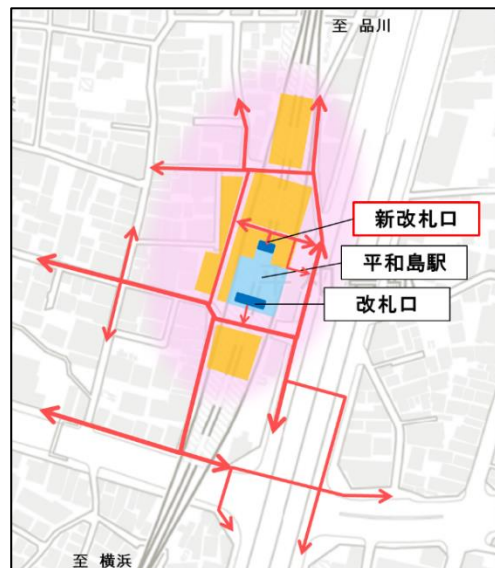 至 品川
新改札口
平和島駅
改札口
至 横浜